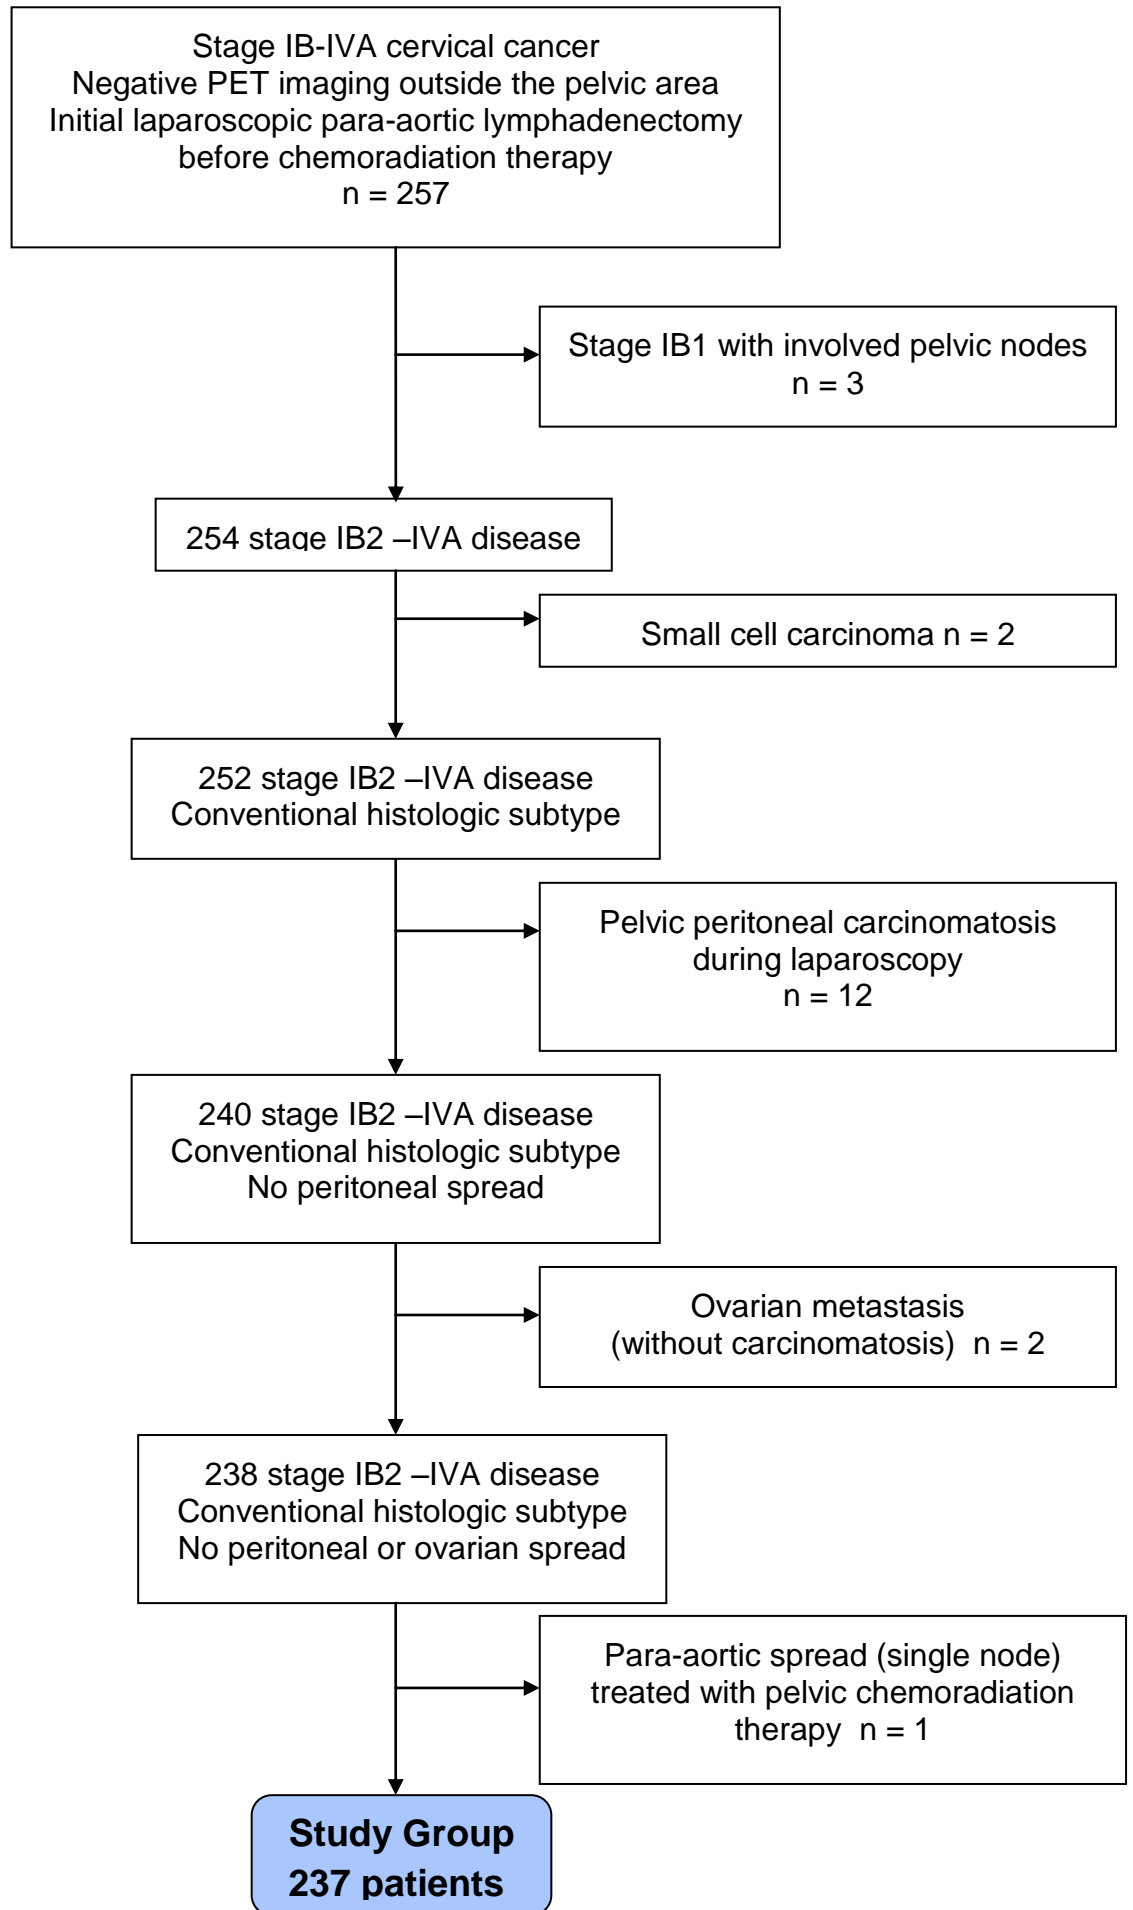 Stage IB-IVA cervical cancer
Negative PET imaging outside the pelvic area
Initial laparoscopic para-aortic lymphadenectomy
before chemoradiation therapy
n = 257
Stage IB1 with involved pelvic nodes
n = 3
254 stage IB2 –IVA disease
Small cell carcinoma n = 2
252 stage IB2 –IVA disease
Conventional histologic subtype
Pelvic peritoneal carcinomatosis
during laparoscopy
n = 12
240 stage IB2 –IVA disease
Conventional histologic subtype
No peritoneal spread
Ovarian metastasis
(without carcinomatosis)  n = 2
238 stage IB2 –IVA disease
Conventional histologic subtype
No peritoneal or ovarian spread
Para-aortic spread (single node)
treated with pelvic chemoradiation
therapy  n = 1
Study Group
237 patients